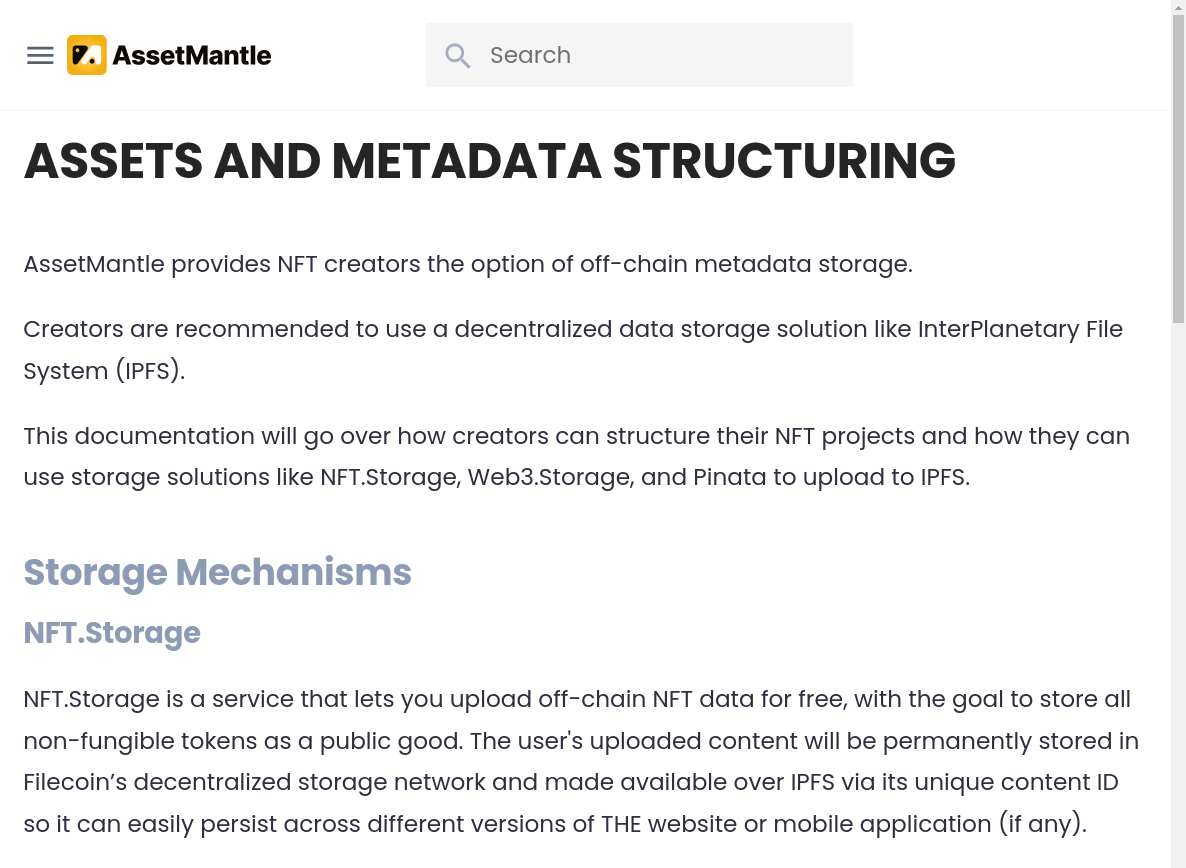 AssetMantle
Search
ASSETS AND METADATA STRUCTURING
AssetMantle provides NFT creators the option of off-chain metadata storage.
Creators are recommended to use a decentralized data storage solution like InterPlanetary File
System (IPFS).
This documentation will go over how creators can structure their NFT projects and how they can
use storage solutions like NFT.Storage, Web3.Storage, and Pinata to upload to IPFS.
Storage Mechanisms
NFT.Storage
NFT.Storage is a service that lets you upload off-chain NFT data for free, with the goal to store all
non-fungible tokens as a public good. The user's uploaded content will be permanently stored in
Filecoin’s decentralized storage network and made available over IPFS via its unique content ID
so it can easily persist across different versions of THE website or mobile application (if any).